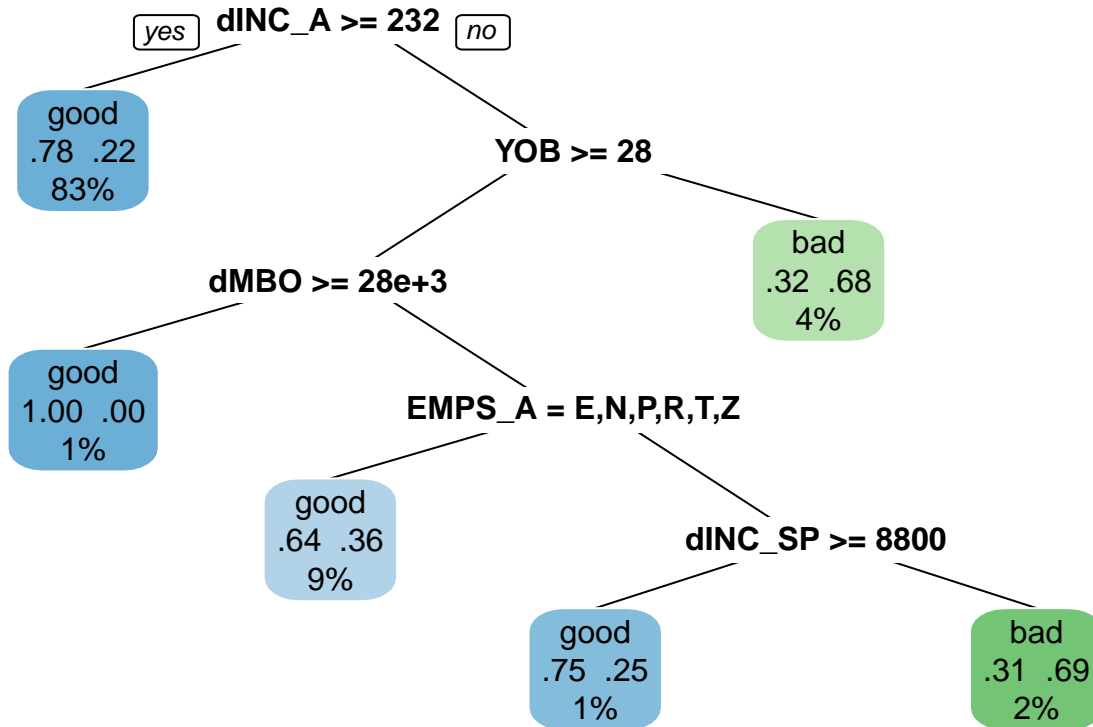 dINC_A >= 232
yes
no
good
.78 .22
83%
YOB >= 28
bad
.32 .68
4%
dMBO >= 28e+3
good
1.00 .00
1%
EMPS_A = E,N,P,R,T,Z
good
.64 .36
9%
dINC_SP >= 8800
good
.75 .25
1%
bad
.31 .69
2%